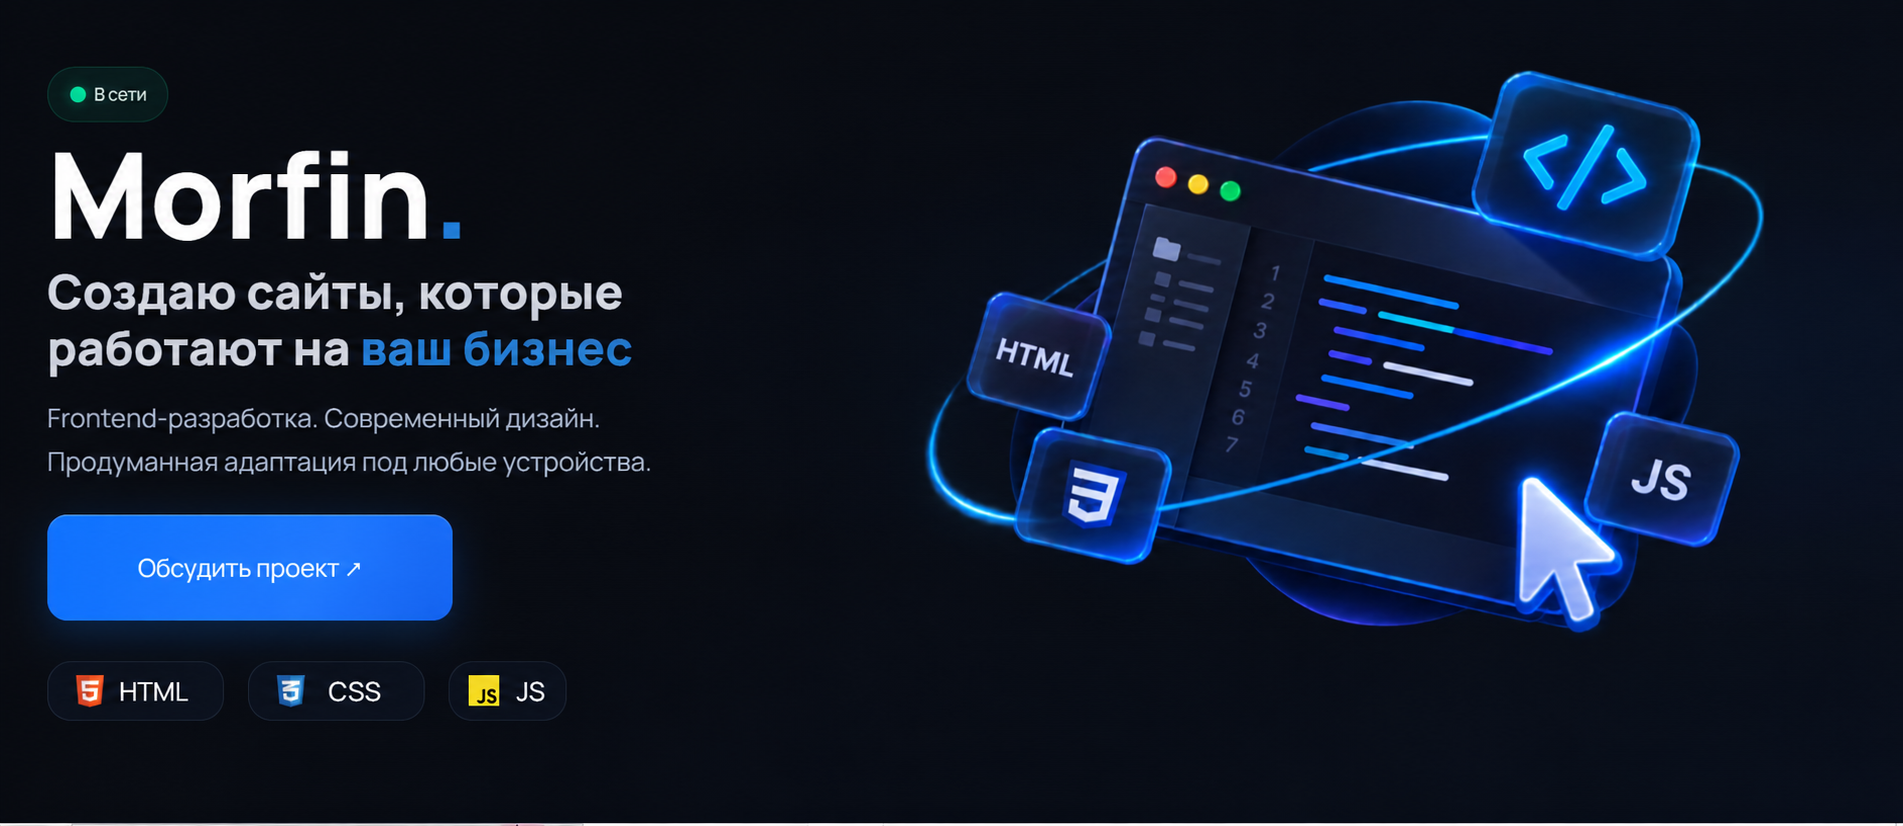 В сети
Morfin.
Создаю сайты, которые
работают на ваш бизнес
Frontend-разработка. Современный дизайн.
Продуманная адаптация под любые устройства.
Обсудить проект ↗
HTML
CSS
JS JS
</>
1
2
3
4
5
6
7
HTML
JS